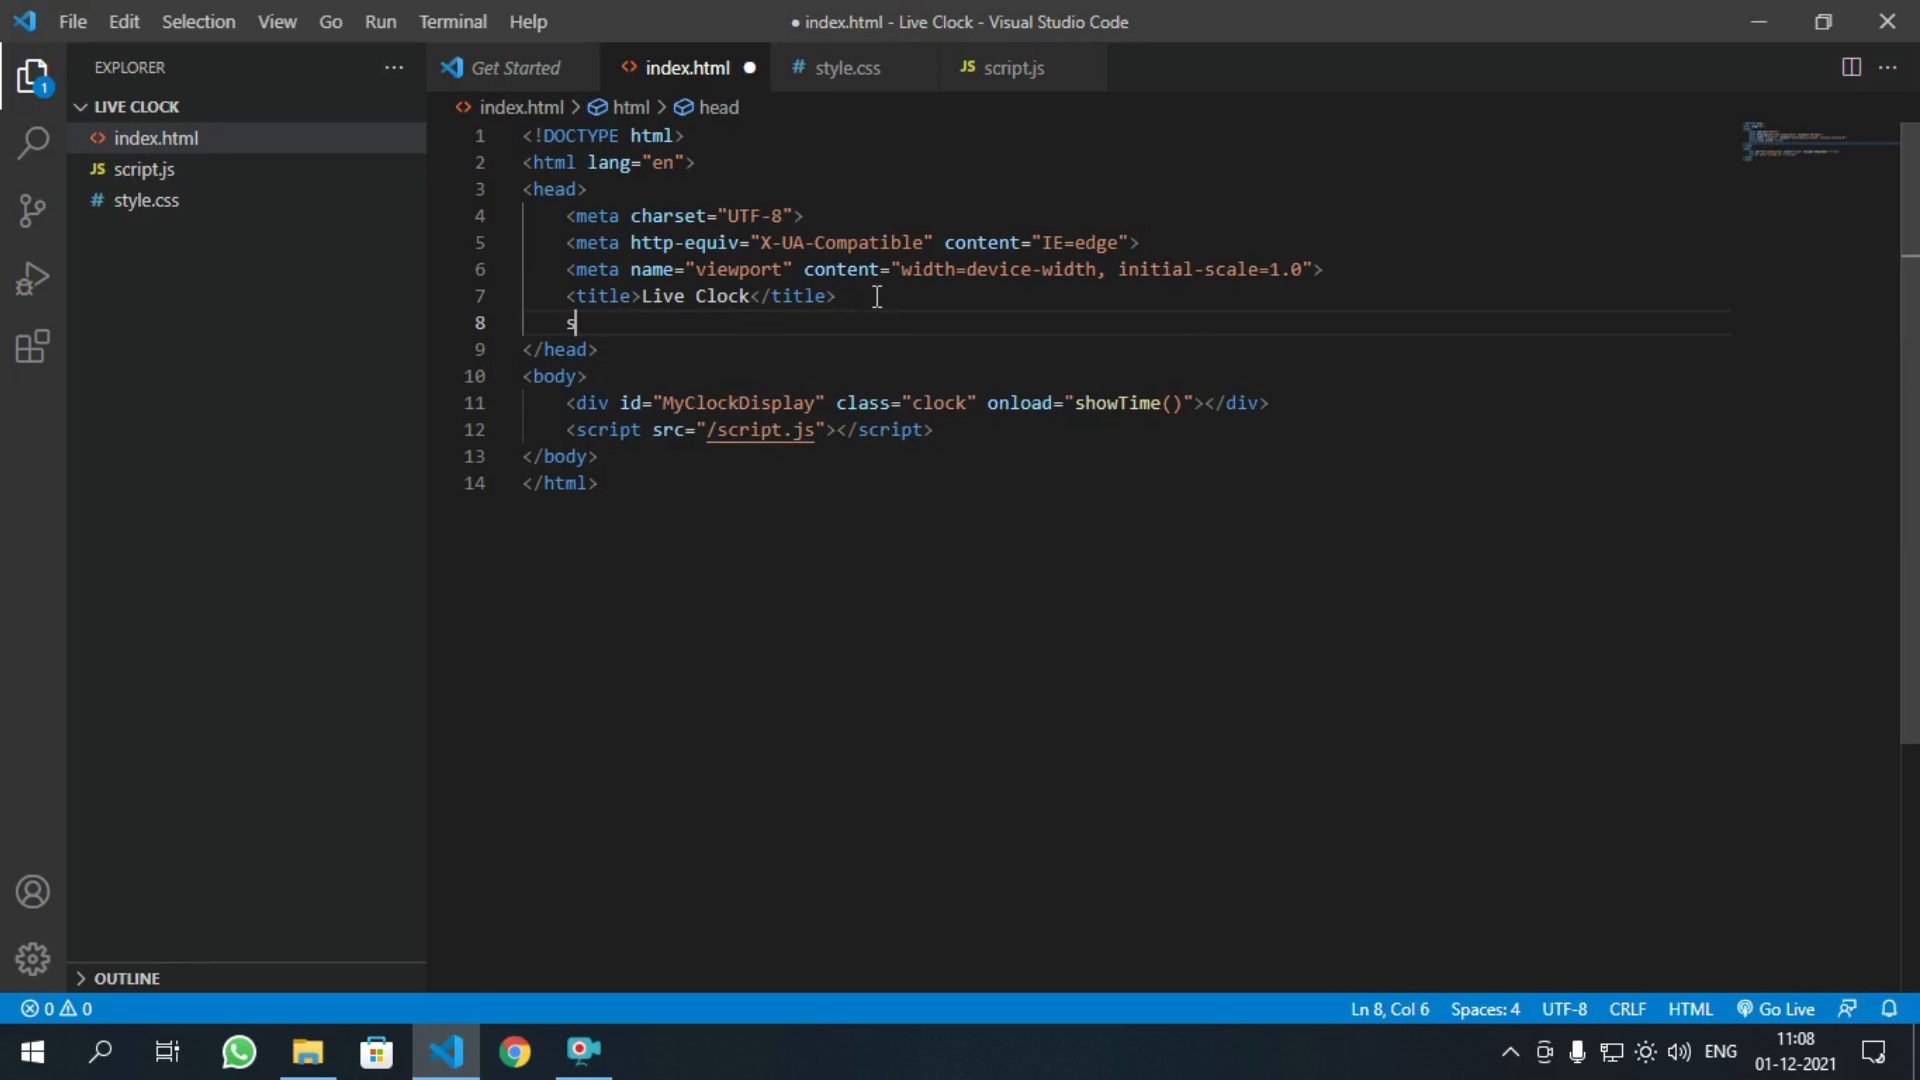 File Edit Selection View Go Run Terminal Help
● index.html - Live Clock - Visual Studio Code
EXPLORER
Get Started
index.html
# style.css
JS script.js
1
LIVE CLOCK
index.html
JS script.js
# style.css
index.html > html > head
1 <!DOCTYPE html>
2 <html lang="en">
3 <head>
4 <meta charset="UTF-8">
5 <meta http-equiv="X-UA-Compatible" content="IE=edge">
6 <meta name="viewport" content="width=device-width, initial-scale=1.0">
7 <title>Live Clock</title>
8 s
9 </head>
10 <body>
11 <div id="MyClockDisplay" class="clock" onload="showTime()"></div>
12 <script src="/script.js"></script>
13 </body>
14 </html>
OUTLINE
0 0
Ln 8, Col 6 Spaces: 4 UTF-8 CRLF HTML Go Live
ENG
11:08
01-12-2021